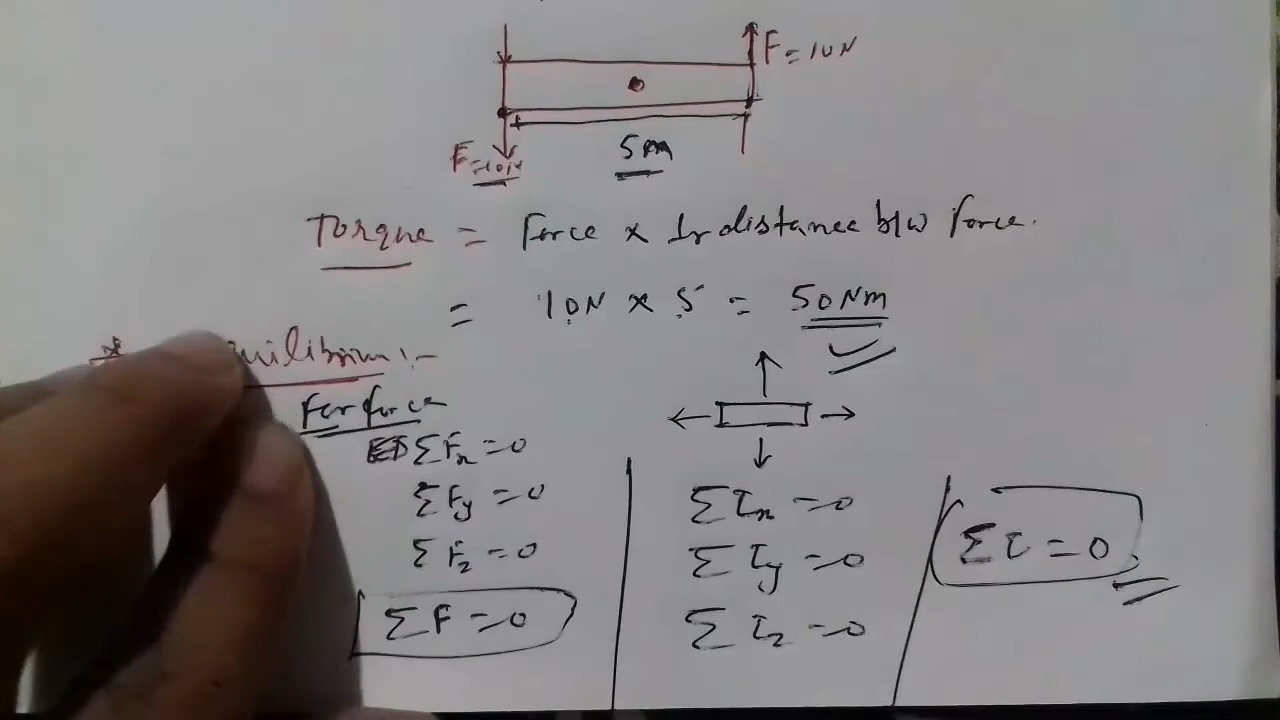 F = 10N
F = 10N
5m
Torque = Force × Ir distance b/w force.
= 10N × 5 = 50Nm
For force
ΣFx = 0
ΣFy = 0
ΣFz = 0
ΣF = 0
Στx = 0
Στy = 0
Στz = 0
Στ = 0